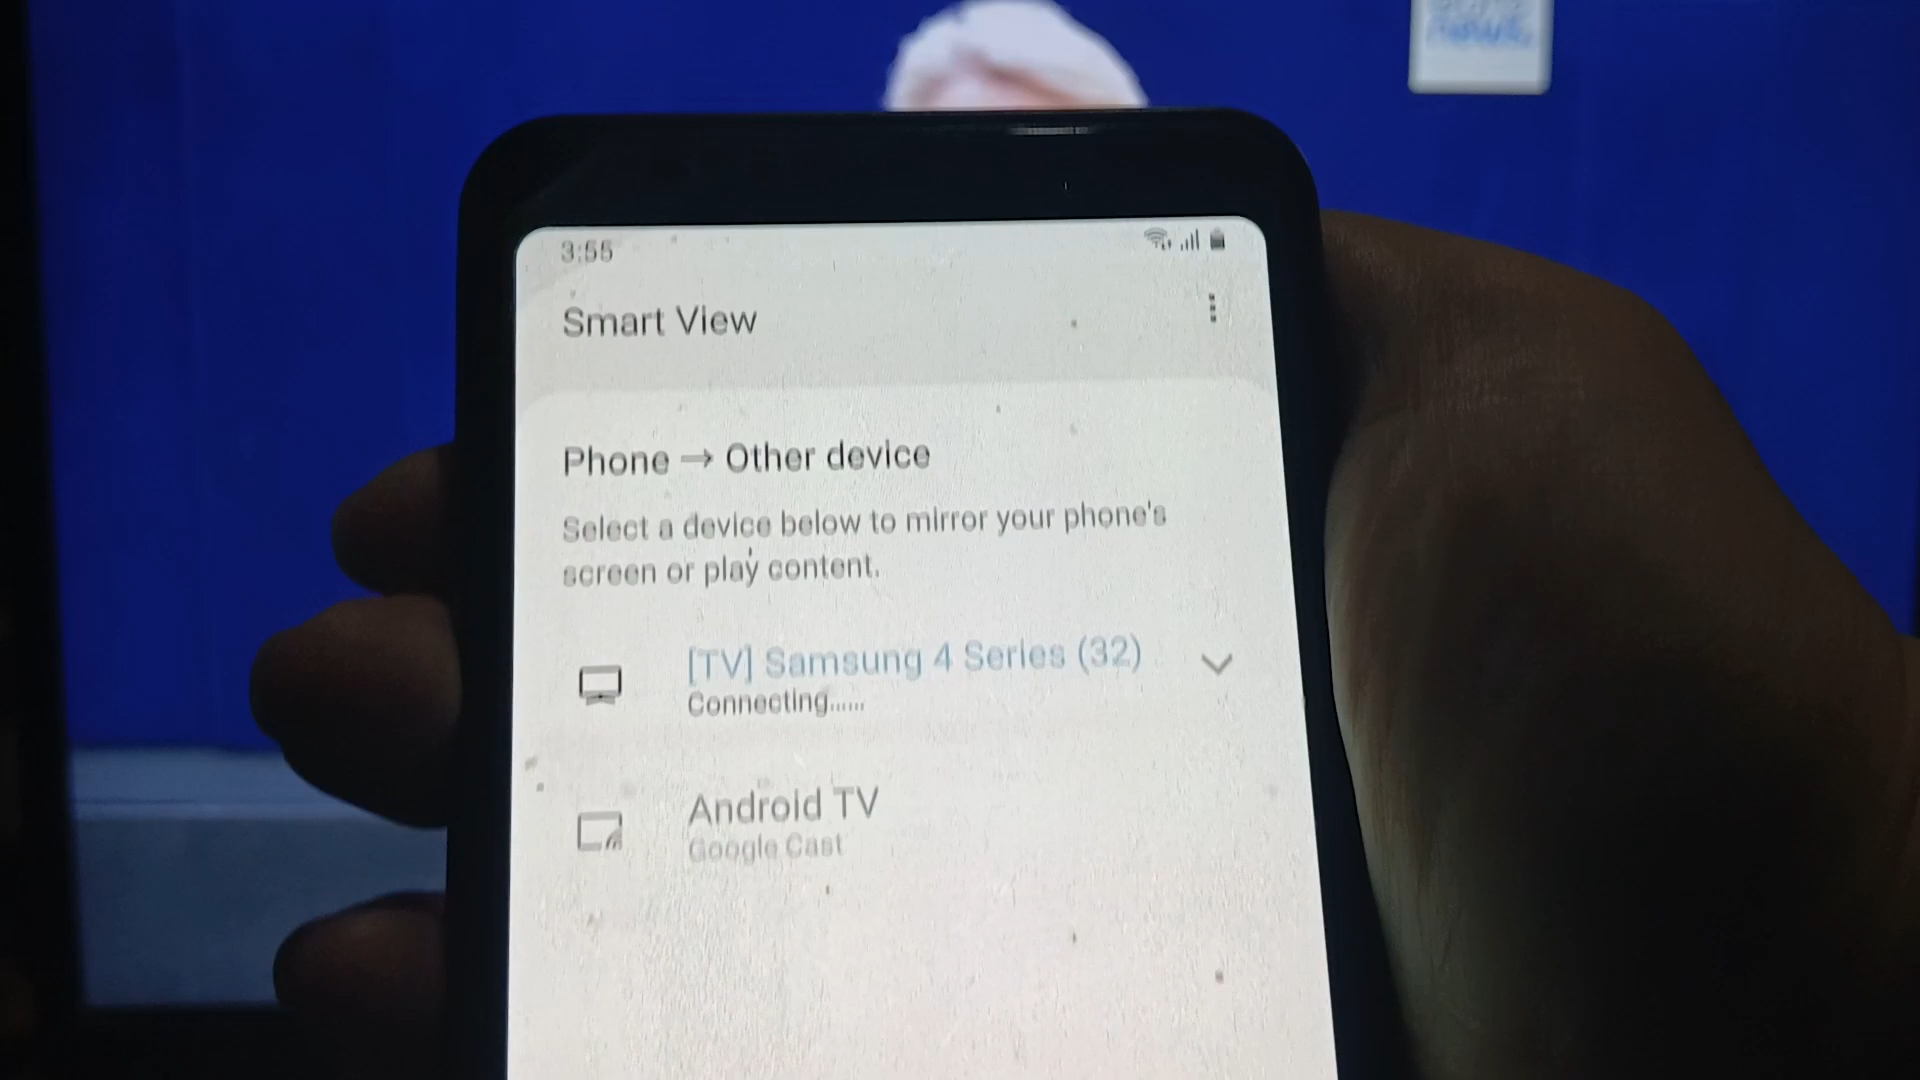 news.
3:55
Smart View
Phone → Other device
Select a device below to mirror your phone's
screen or play content.
[TV] Samsung 4 Series (32)
Connecting......
Android TV
Google Cast